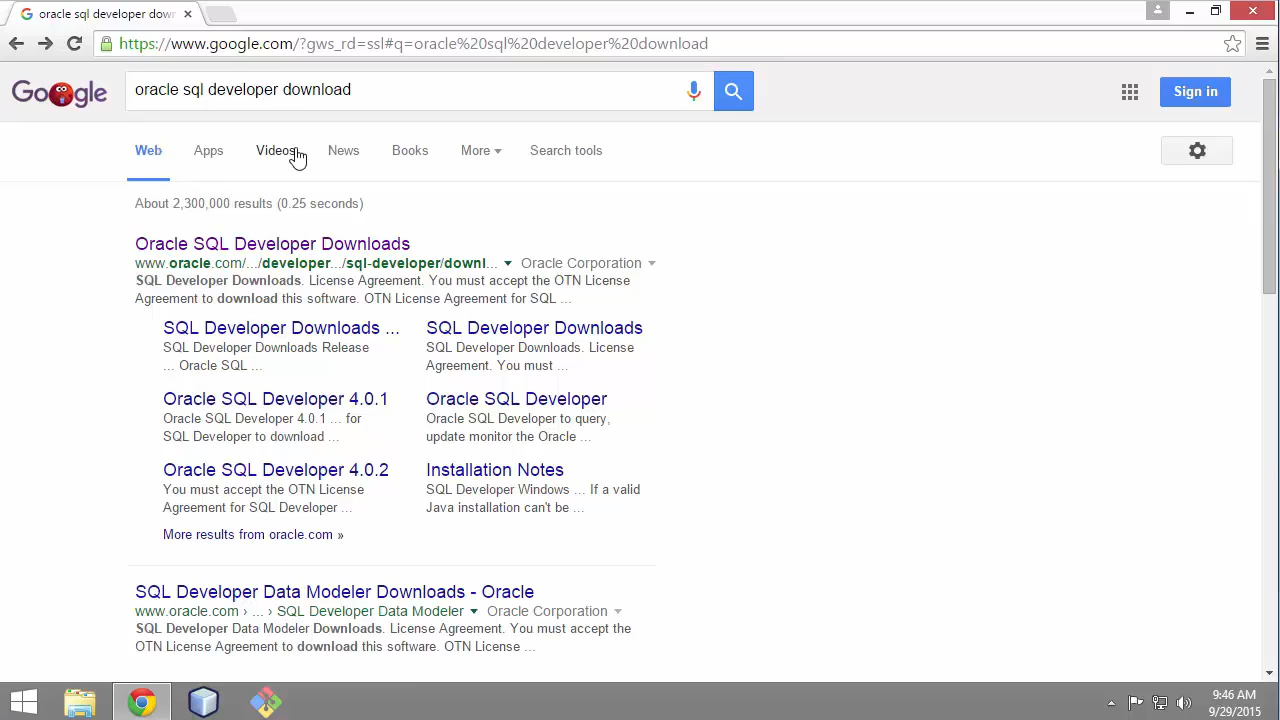 oracle sql developer dow
https://www.google.com/?gws_rd=ssl#q=oracle%20sql%20developer%20download
Google
oracle sql developer download
Sign in
Web Apps Videos News Books More Search tools
About 2,300,000 results (0.25 seconds)
Oracle SQL Developer Downloads
www.oracle.com/.../developer.../sql-developer/downl... Oracle Corporation
SQL Developer Downloads. License Agreement. You must accept the OTN License
Agreement to download this software. OTN License Agreement for SQL ...
SQL Developer Downloads ...
SQL Developer Downloads Release
... Oracle SQL ...
SQL Developer Downloads
SQL Developer Downloads. License
Agreement. You must ...
Oracle SQL Developer 4.0.1
Oracle SQL Developer 4.0.1 ... for
SQL Developer to download ...
Oracle SQL Developer
Oracle SQL Developer to query,
update monitor the Oracle ...
Oracle SQL Developer 4.0.2
You must accept the OTN License
Agreement for SQL Developer ...
Installation Notes
SQL Developer Windows ... If a valid
Java installation can't be ...
More results from oracle.com »
SQL Developer Data Modeler Downloads - Oracle
www.oracle.com › ... › SQL Developer Data Modeler Oracle Corporation
SQL Developer Data Modeler Downloads. License Agreement. You must accept the
OTN License Agreement to download this software. OTN License ...
9:46 AM
9/29/2015